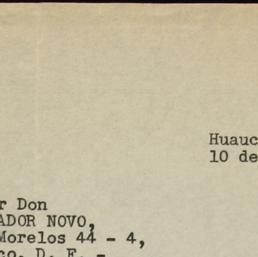 Huauc
10 de
r Don
ADOR NOVO,
Morelos 44 - 4,
co, D. F. -